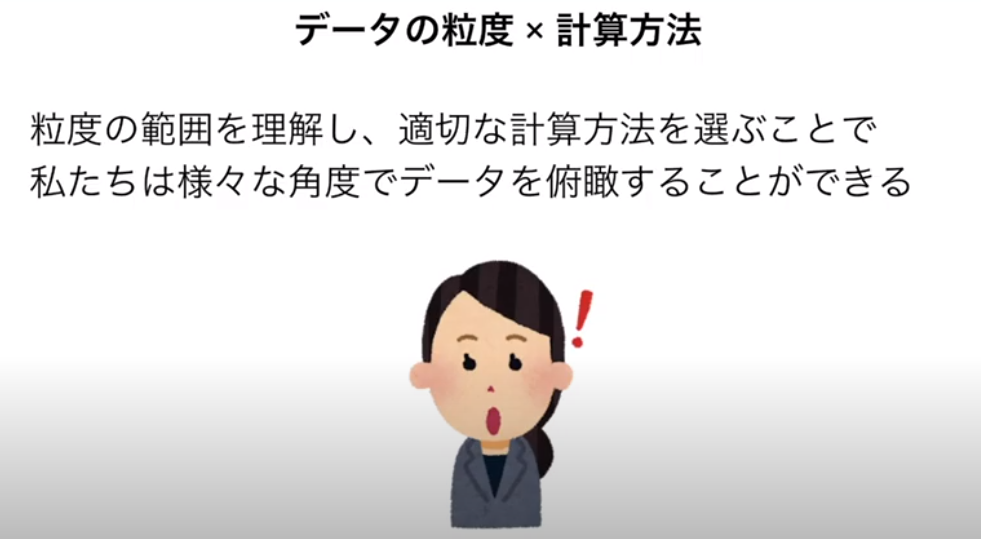 データの粒度 × 計算方法
粒度の範囲を理解し、適切な計算方法を選ぶことで
私たちは様々な角度でデータを俯瞰することができる